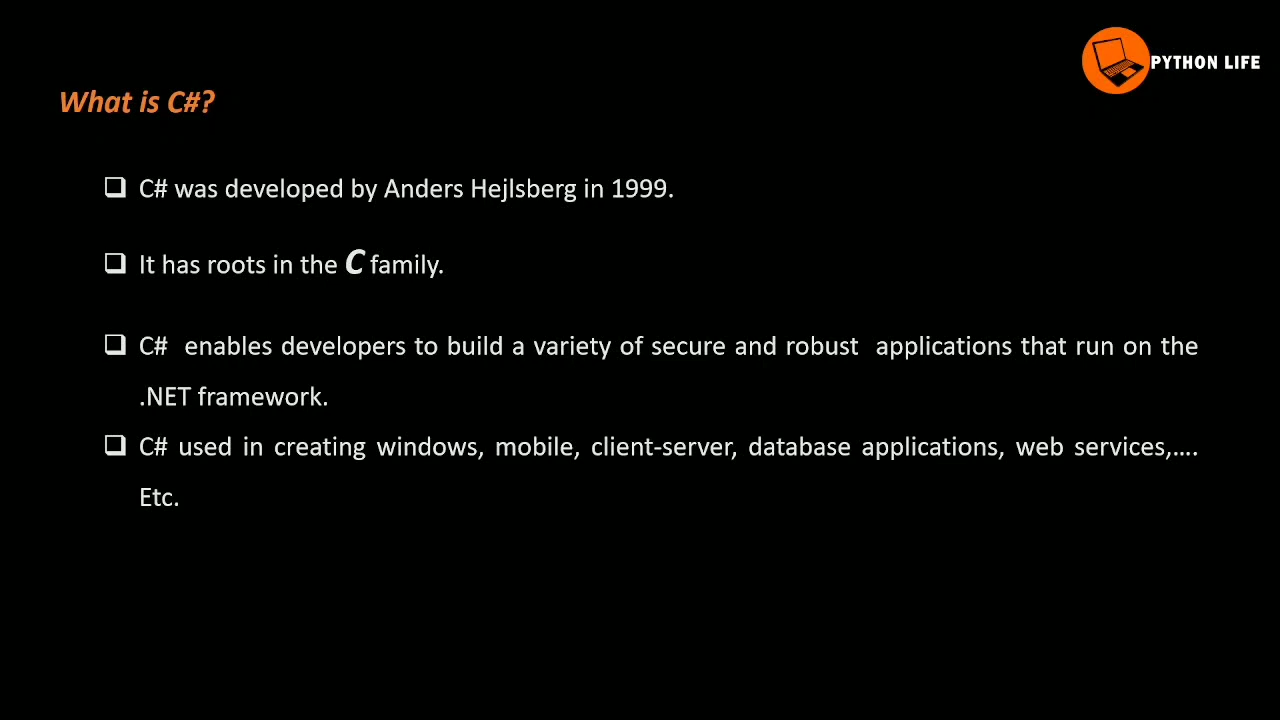 PYTHON LIFE
What is C#?
C# was developed by Anders Hejlsberg in 1999.
It has roots in the C family.
C# enables developers to build a variety of secure and robust applications that run on the
.NET framework.
C# used in creating windows, mobile, client-server, database applications, web services,....
Etc.